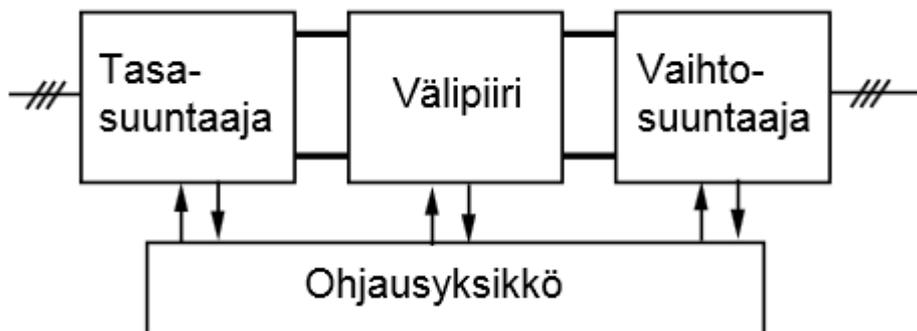 Tasa-
suuntaaja
Välipiiri
Vaihto-
suuntaaja
Ohjausyksikkö